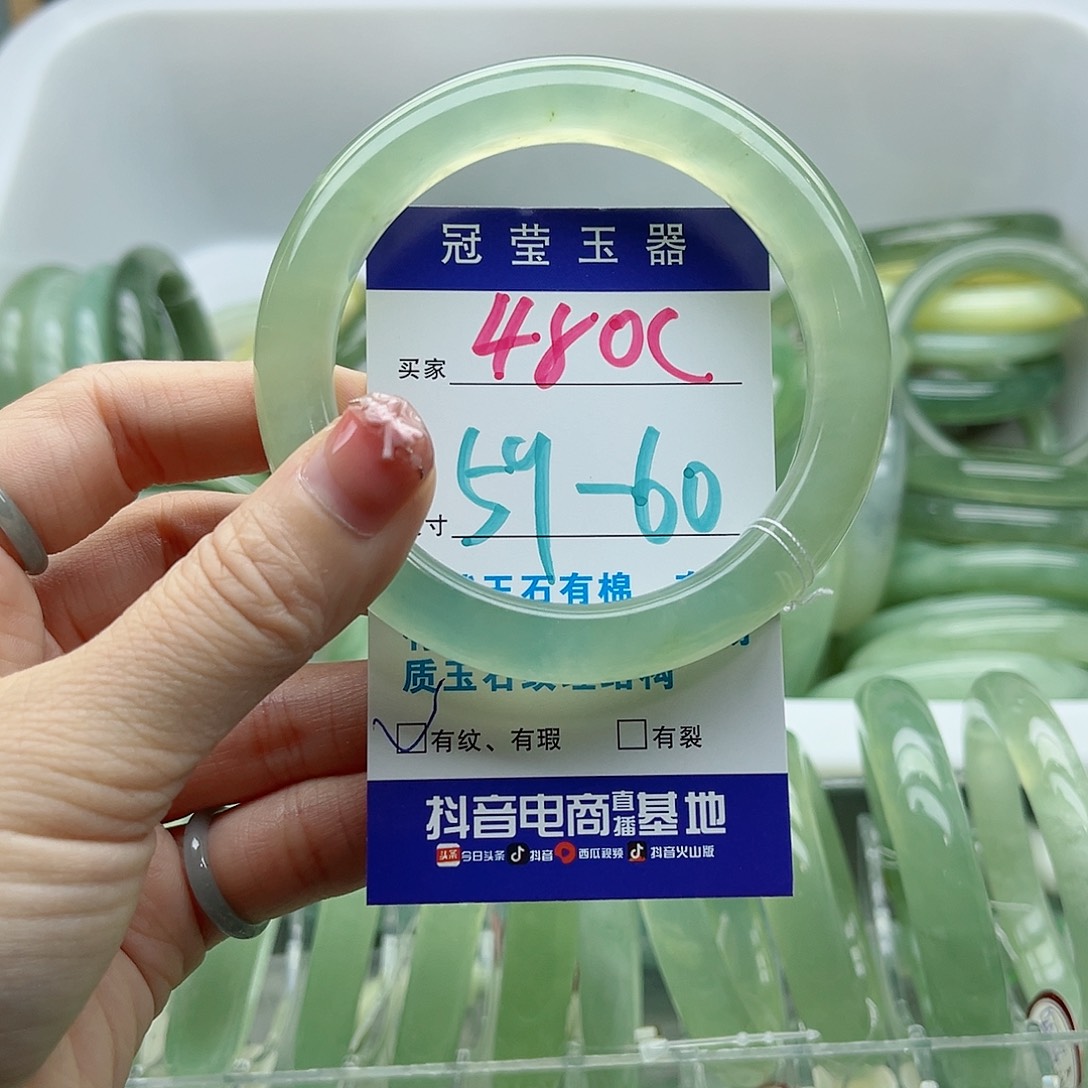 冠莹玉器
买家 480C
寸 59-60
玉石有棉
质玉石纹理结构
有纹、有瑕 有裂
抖音电商直播基地
头条 今日头条 抖音 西瓜视频 抖音火山版